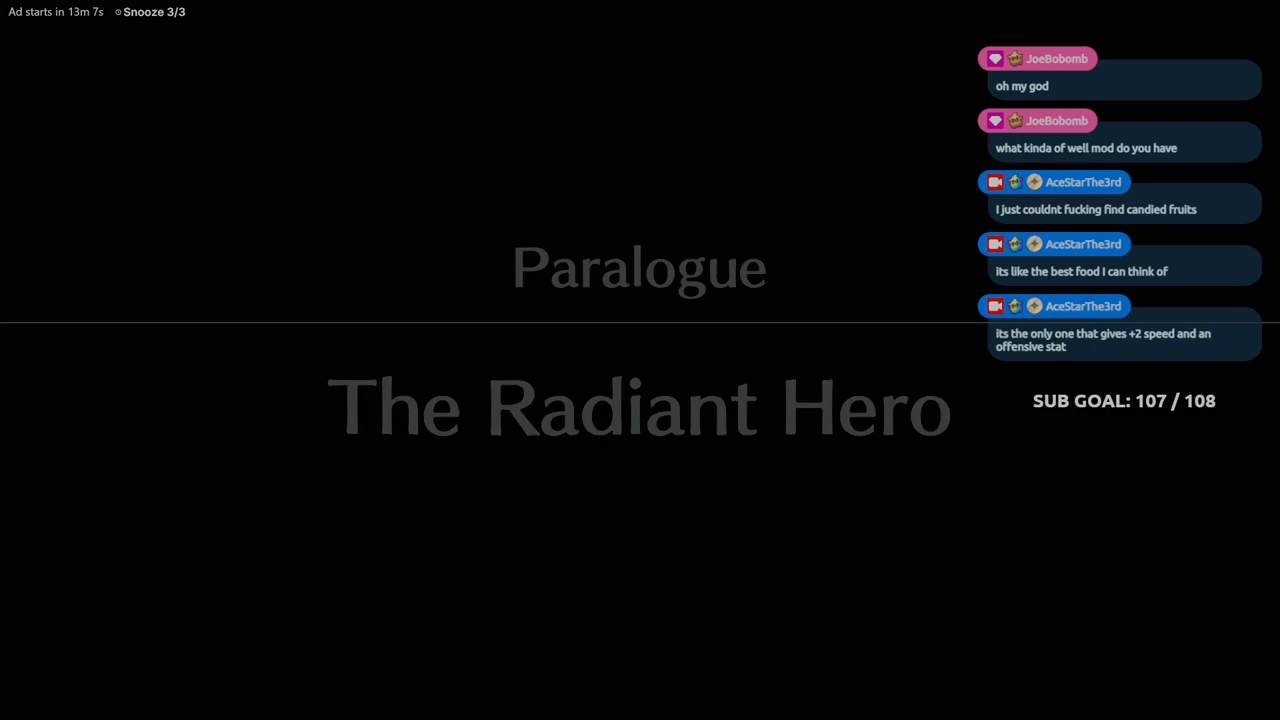 Ad starts in 13m 7s Snooze 3/3
JoeBobomb
oh my god
JoeBobomb
what kinda of well mod do you have
AceStarThe3rd
I just couldnt fucking find candied fruits
AceStarThe3rd
its like the best food I can think of
AceStarThe3rd
its the only one that gives +2 speed and an
offensive stat
Paralogue
The Radiant Hero
SUB GOAL: 107 / 108